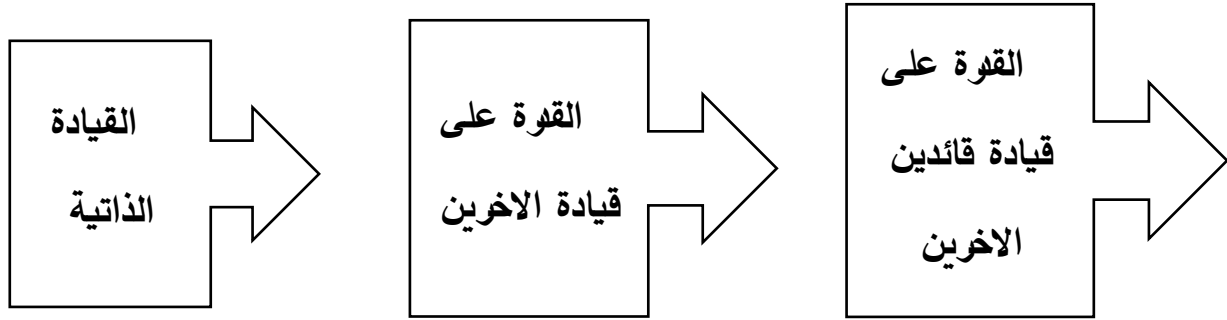 القيادة
الذاتية
القدرة على
قيادة الاخرين
القدرة على
قيادة قائدين
الاخرين